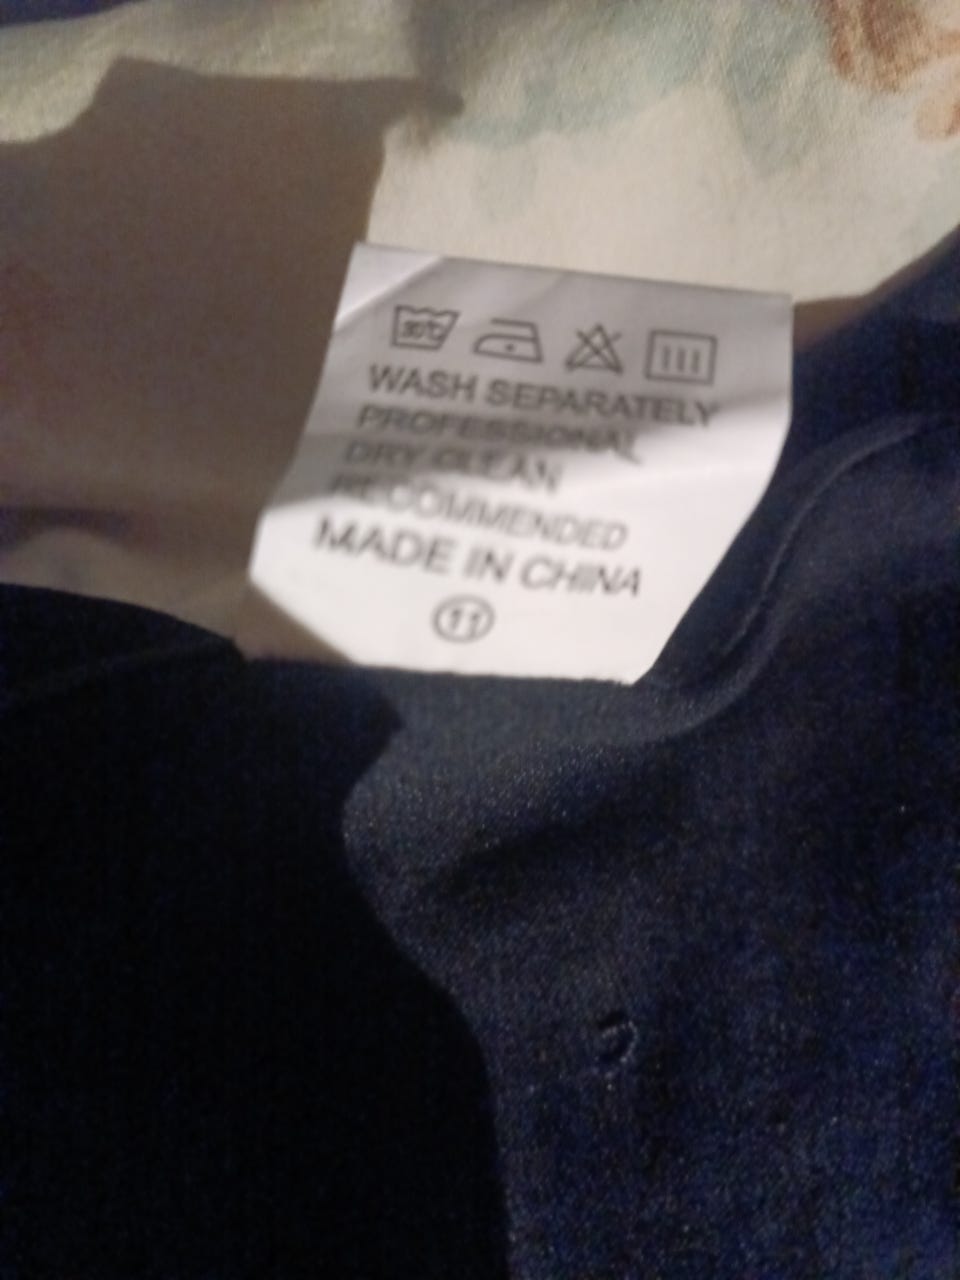 30℃
WASH SEPARATELY
PROFESSIONAL
DRY CLEAN
RECOMMENDED
MADE IN CHINA
11